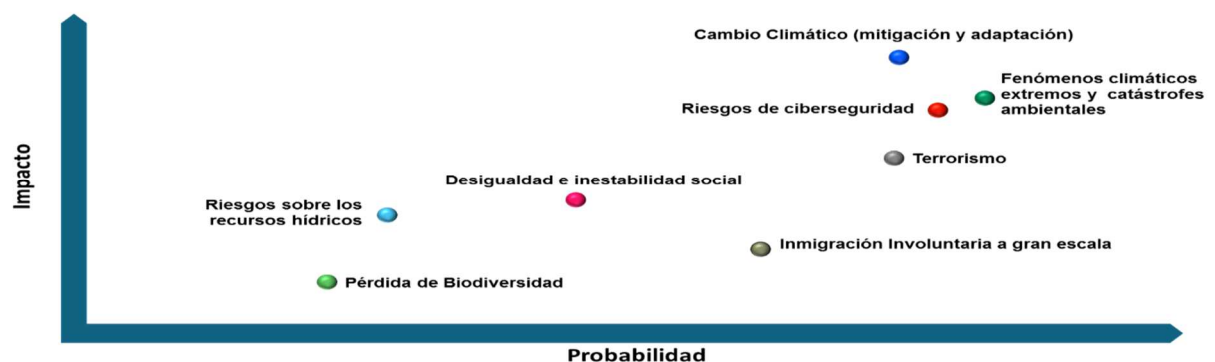 Cambio Climático (mitigación y adaptación)
Fenómenos climáticos
extremos y catástrofes
ambientales
Riesgos de ciberseguridad
Terrorismo
Desigualdad e inestabilidad social
Riesgos sobre los
recursos hídricos
Inmigración Involuntaria a gran escala
Pérdida de Biodiversidad
Impacto
Probabilidad